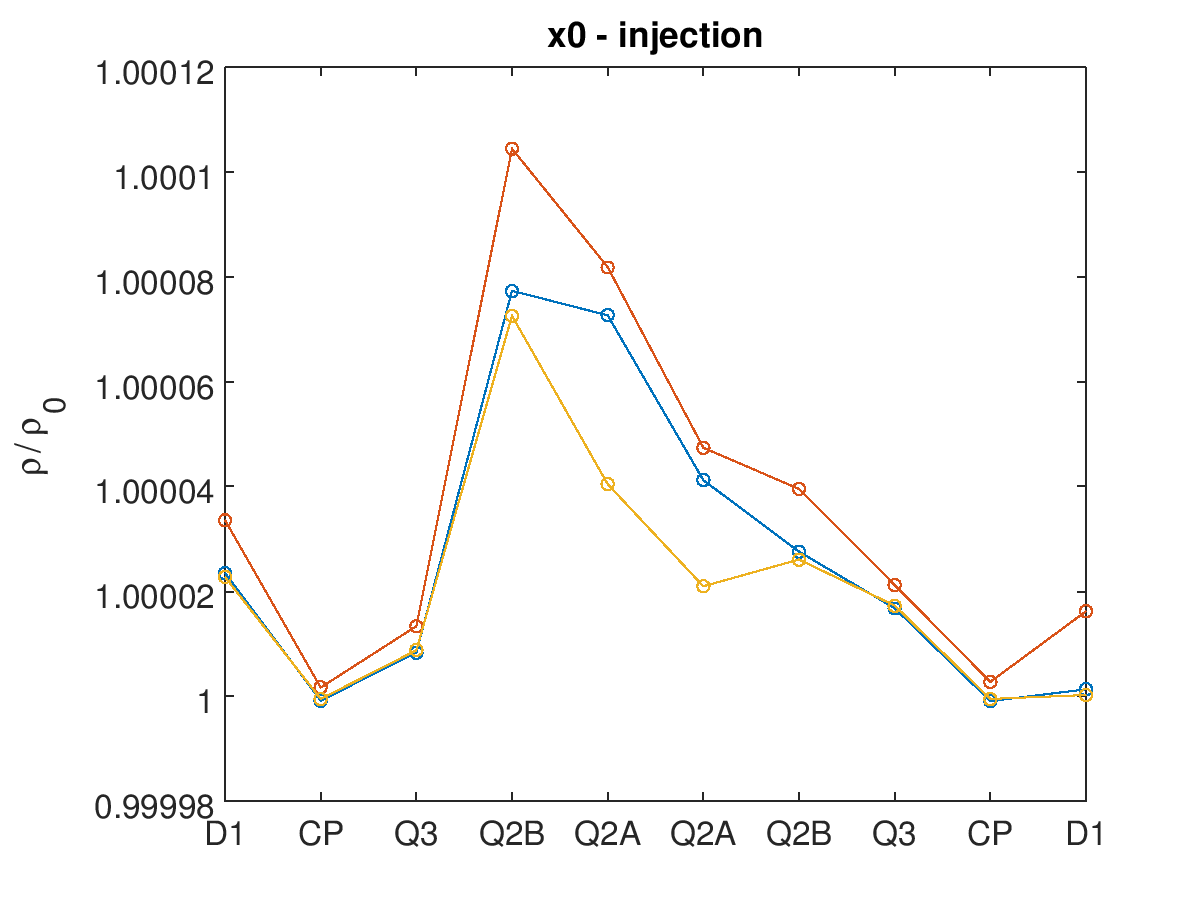 x0 - injection
1.00012
1.0001
1.00008
1.00006
1.00004
1.00002
1
0.99998
ρ/ρ0
D1 CP Q3 Q2B Q2A Q2A Q2B Q3 CP D1